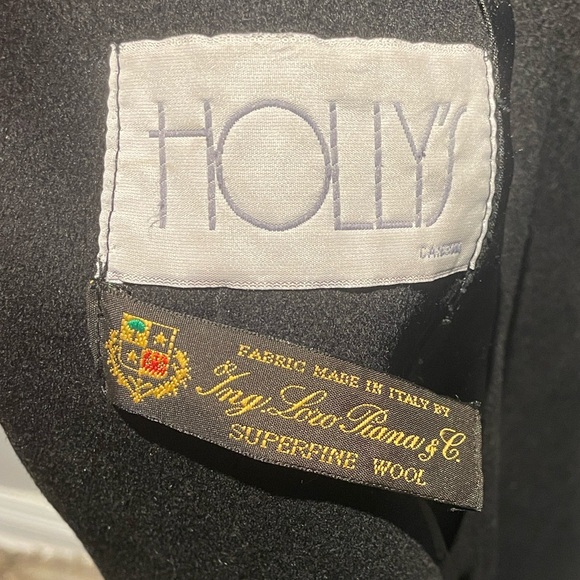 HOLLY'S
FABRIC MADE IN ITALY BY
Ing. Loro Piana & C.
SUPERFINE WOOL